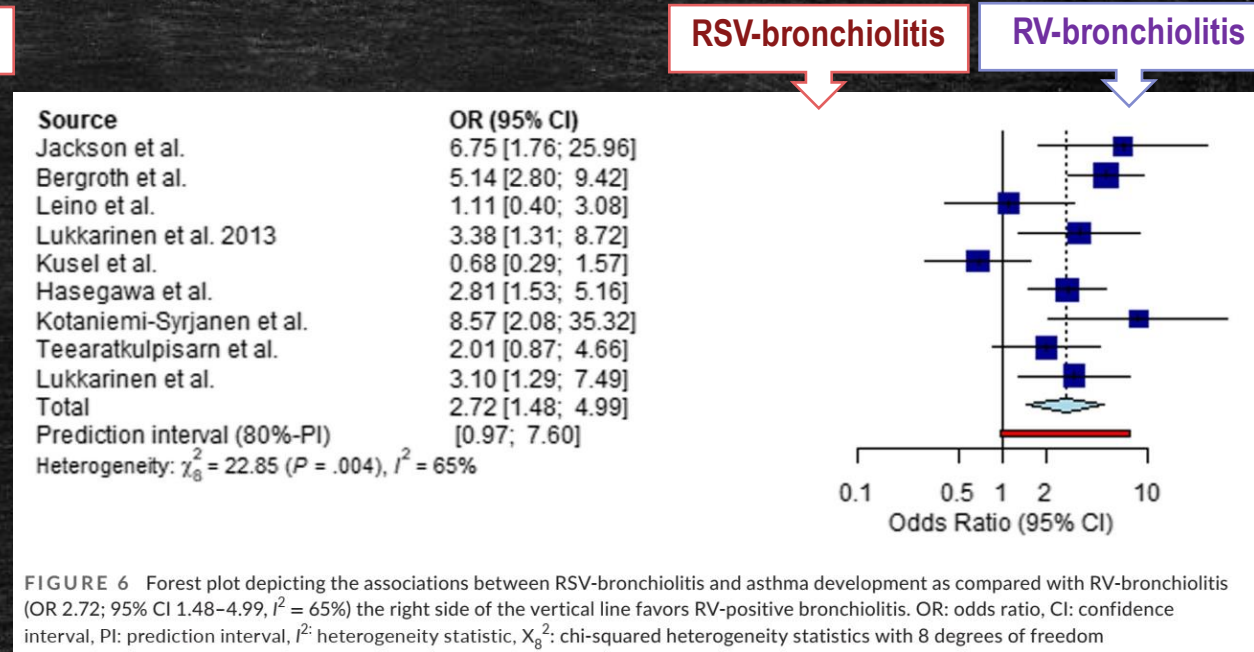 RSV-bronchiolitis
RV-bronchiolitis
Source OR (95% CI)
Jackson et al. 6.75 [1.76; 25.96]
Bergroth et al. 5.14 [2.80; 9.42]
Leino et al. 1.11 [0.40; 3.08]
Lukkarinen et al. 2013 3.38 [1.31; 8.72]
Kusel et al. 0.68 [0.29; 1.57]
Hasegawa et al. 2.81 [1.53; 5.16]
Kotaniemi-Syrjanen et al. 8.57 [2.08; 35.32]
Teearatkulpisarn et al. 2.01 [0.87; 4.66]
Lukkarinen et al. 3.10 [1.29; 7.49]
Total 2.72 [1.48; 4.99]
Prediction interval (80%-PI) [0.97; 7.60]
Heterogeneity: χ²₈ = 22.85 (P = .004), I² = 65%
0.1 0.5 1 2 10
Odds Ratio (95% CI)
FIGURE 6 Forest plot depicting the associations between RSV-bronchiolitis and asthma development as compared with RV-bronchiolitis
(OR 2.72; 95% CI 1.48–4.99, I² = 65%) the right side of the vertical line favors RV-positive bronchiolitis. OR: odds ratio, CI: confidence
interval, PI: prediction interval, I²: heterogeneity statistic, X₈²: chi-squared heterogeneity statistics with 8 degrees of freedom